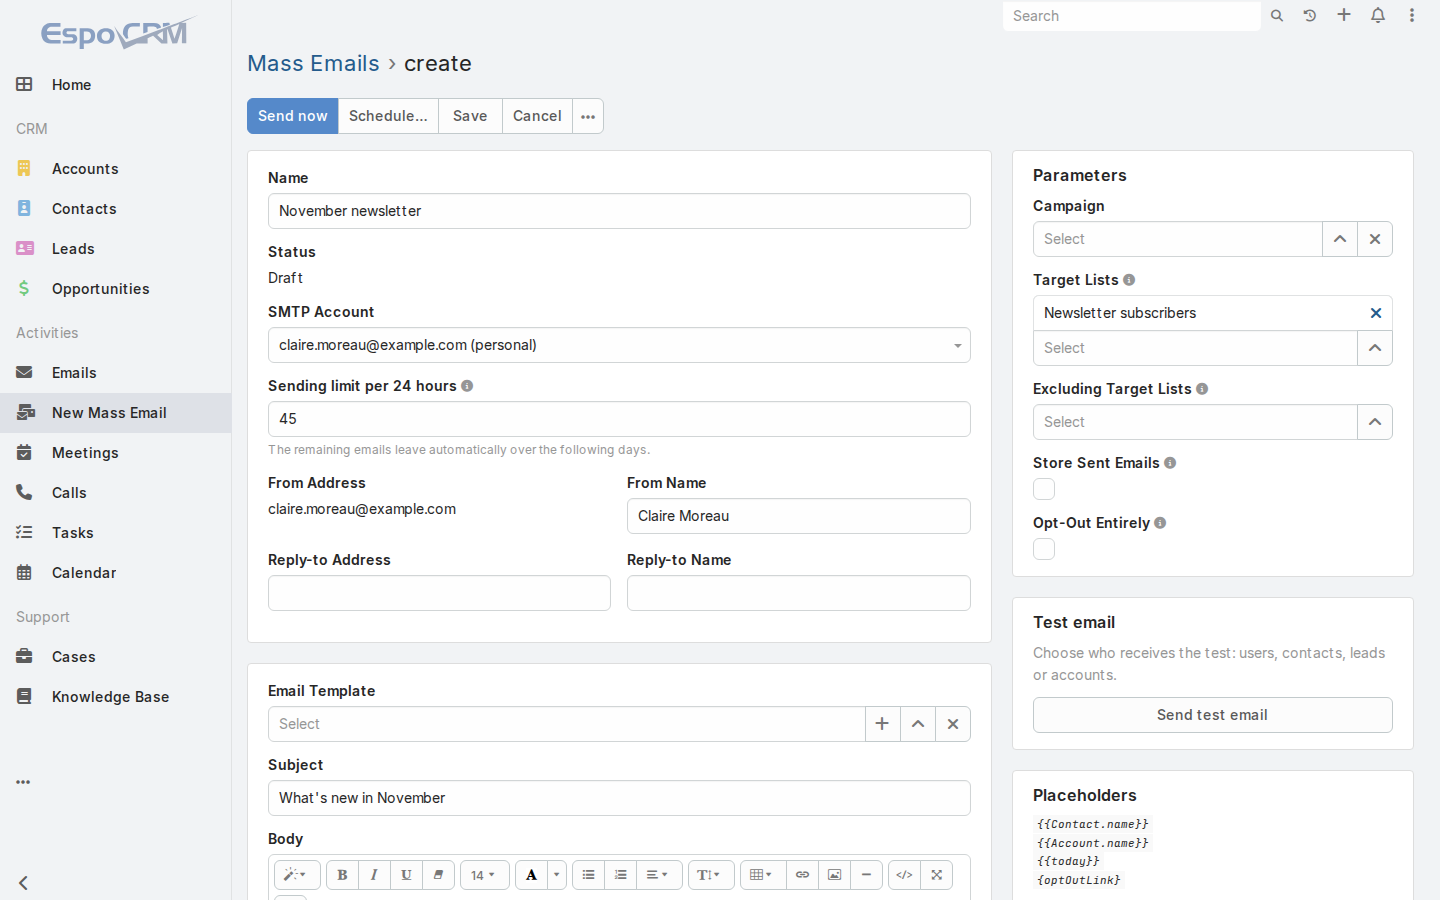 EspoCRM
Search
Home
CRM
Accounts
Contacts
Leads
Opportunities
Activities
Emails
New Mass Email
Meetings
Calls
Tasks
Calendar
Support
Cases
Knowledge Base
Mass Emails › create
Send now
Schedule...
Save
Cancel
Name
November newsletter
Status
Draft
SMTP Account
claire.moreau@example.com (personal)
Sending limit per 24 hours
45
The remaining emails leave automatically over the following days.
From Address
claire.moreau@example.com
From Name
Claire Moreau
Reply-to Address
Reply-to Name
Email Template
Select
Subject
What's new in November
Body
B I U 14 A T </>
Parameters
Campaign
Select
Target Lists
Newsletter subscribers
Select
Excluding Target Lists
Select
Store Sent Emails
Opt-Out Entirely
Test email
Choose who receives the test: users, contacts, leads
or accounts.
Send test email
Placeholders
{{Contact.name}}
{{Account.name}}
{{today}}
{optOutLink}